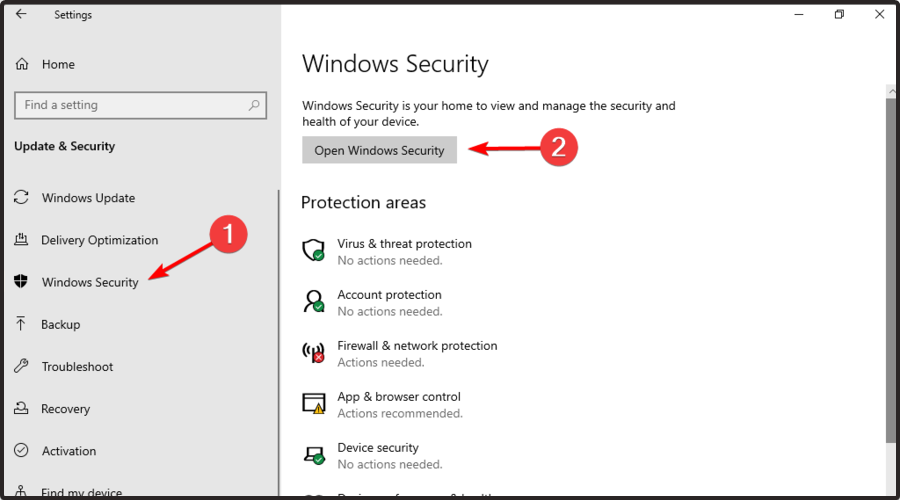 Settings
Home
Find a setting
Update & Security
Windows Update
Delivery Optimization
1
Windows Security
Backup
Troubleshoot
Recovery
Activation
Find my device
Windows Security
Windows Security is your home to view and manage the security and
health of your device.
Open Windows Security
2
Protection areas
Virus & threat protection
No actions needed.
Account protection
No actions needed.
Firewall & network protection
Actions needed.
App & browser control
Actions recommended.
Device security
No actions needed.